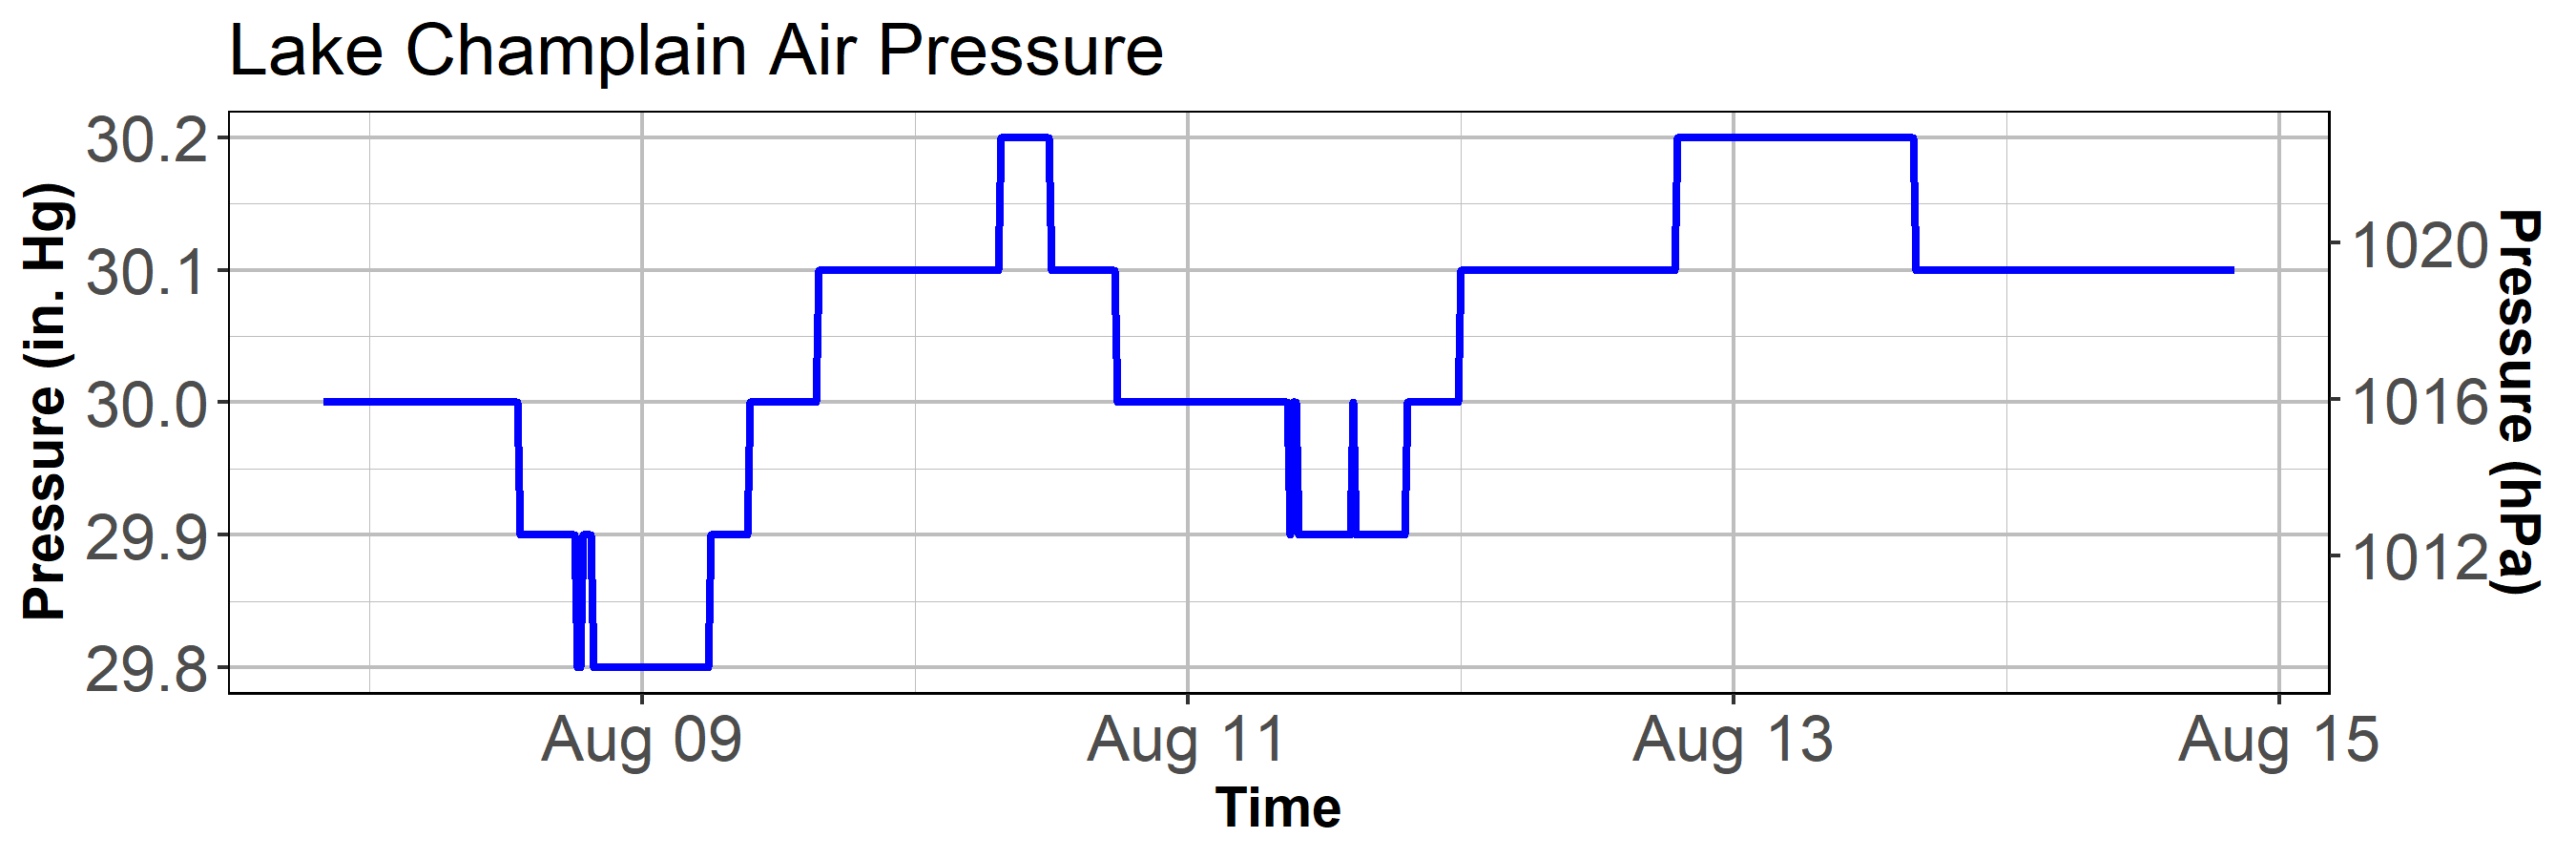 Lake Champlain Air Pressure
Pressure (in. Hg)
30.2
30.1
30.0
29.9
29.8
1020
1016
1012
Pressure (hPa)
Aug 09 Aug 11 Aug 13 Aug 15
Time